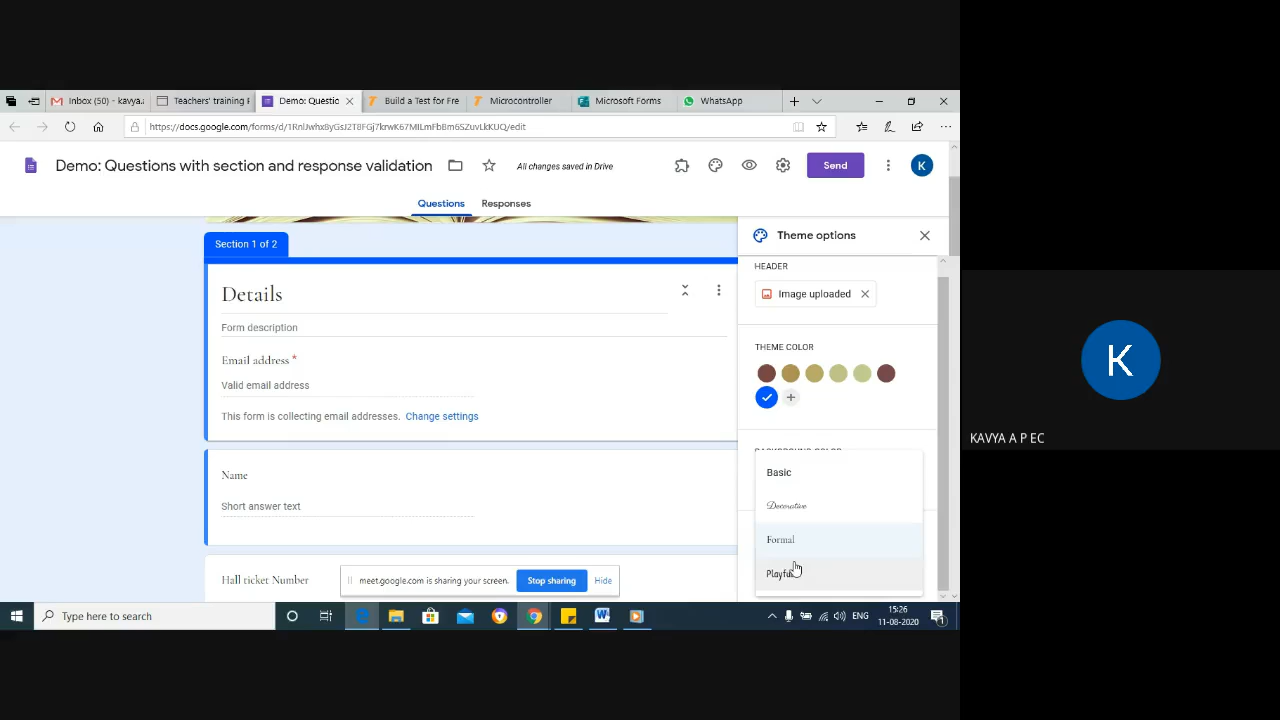 Inbox (50) - kavya.
Teachers' training
Demo: Questio
Build a Test for Fre
Microcontroller
Microsoft Forms
WhatsApp
Demo: Questions with section and response validation
All changes saved in Drive
Send
K
Questions
Responses
Section 1 of 2
Theme options
HEADER
Image uploaded
Details
Form description
THEME COLOR
Email address *
Valid email address
This form is collecting email addresses. Change settings
BACKGROUND COLOR
Basic
Decorative
Formal
Playful
Name
Short answer text
Hall ticket Number
meet.google.com is sharing your screen.
Stop sharing
Hide
Type here to search
ENG
15:26
11-08-2020
1
K
KAVYA A P EC